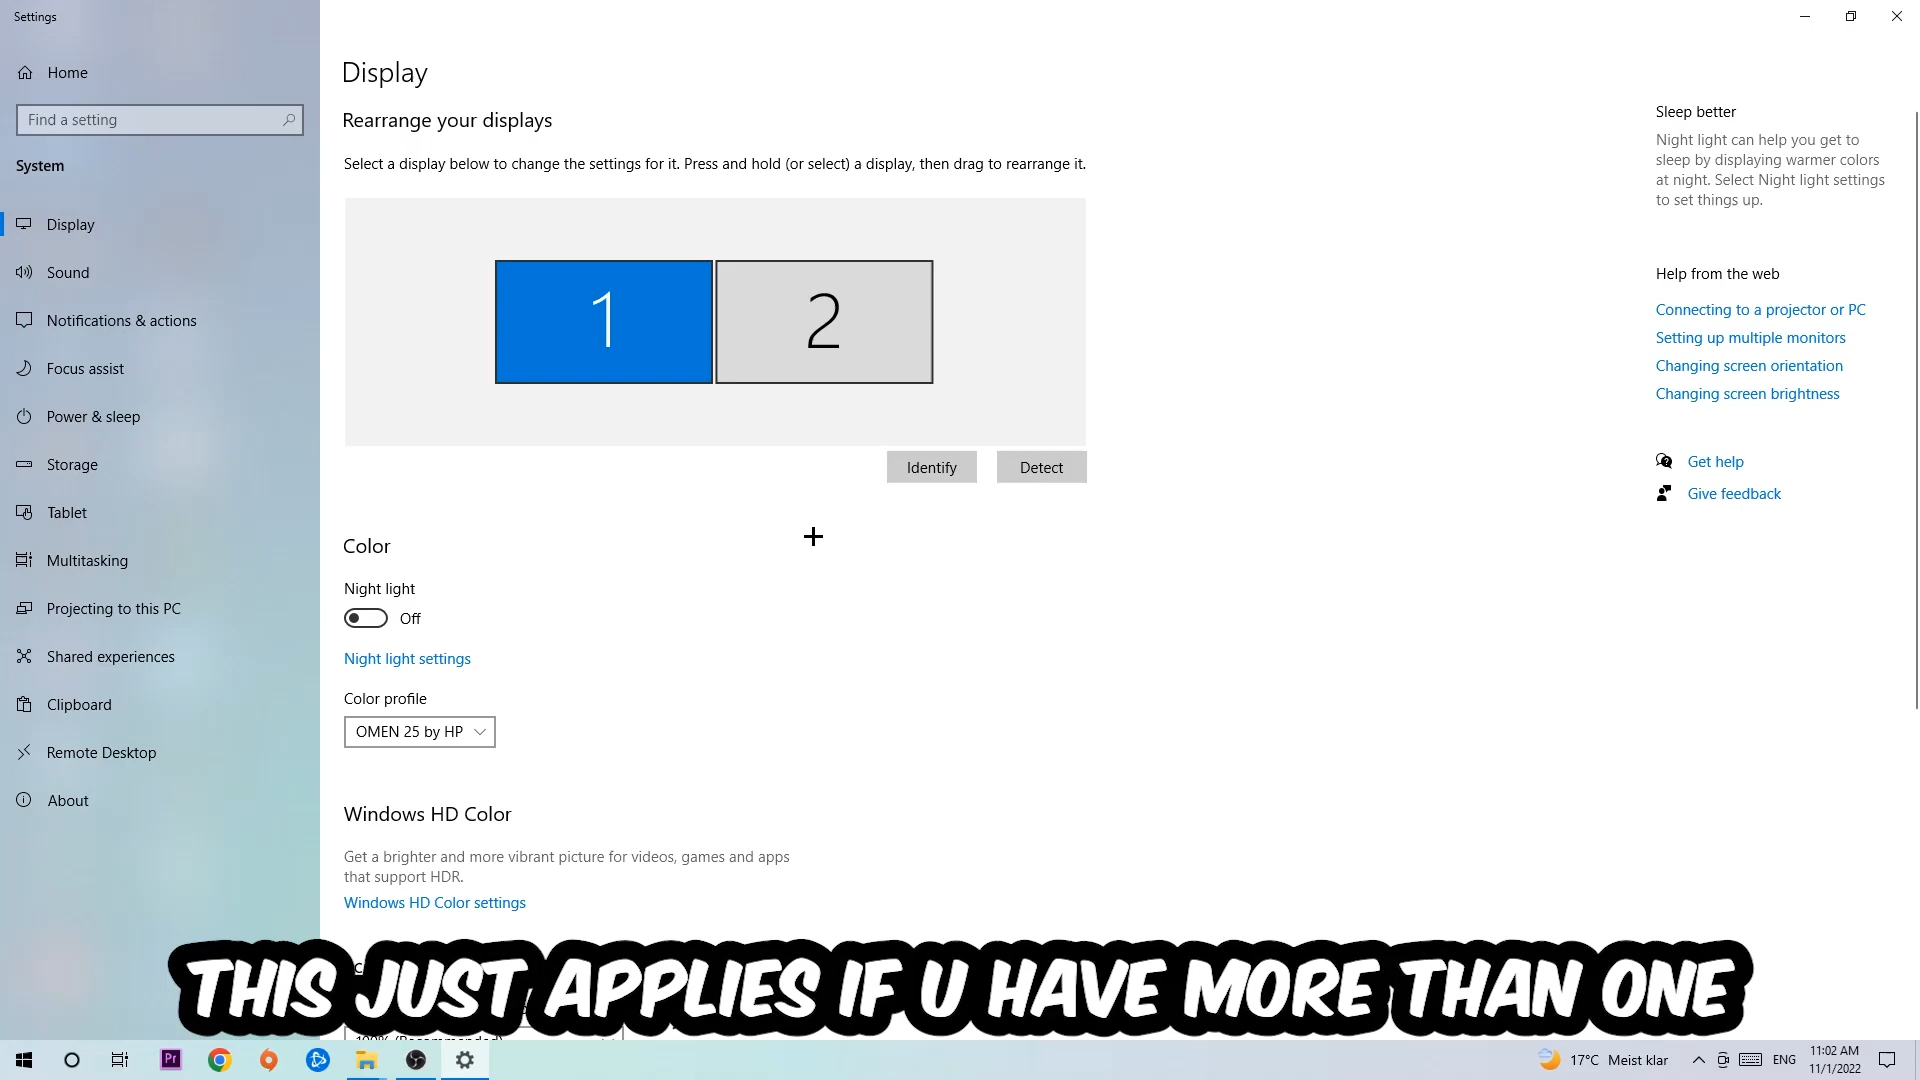 Settings
Home
Find a setting
System
Display
Sound
Notifications & actions
Focus assist
Power & sleep
Storage
Tablet
Multitasking
Projecting to this PC
Shared experiences
Clipboard
Remote Desktop
About
Display
Rearrange your displays
Select a display below to change the settings for it. Press and hold (or select) a display, then drag to rearrange it.
1 2
Identify Detect
Color
Night light
Off
Night light settings
Color profile
OMEN 25 by HP
Windows HD Color
Get a brighter and more vibrant picture for videos, games and apps
that support HDR.
Windows HD Color settings
Sleep better
Night light can help you get to
sleep by displaying warmer colors
at night. Select Night light settings
to set things up.
Help from the web
Connecting to a projector or PC
Setting up multiple monitors
Changing screen orientation
Changing screen brightness
Get help
Give feedback
THIS JUST APPLIES IF U HAVE MORE THAN ONE
100% (Recommended)
Pr
17°C Meist klar
ENG
11:02 AM
11/1/2022